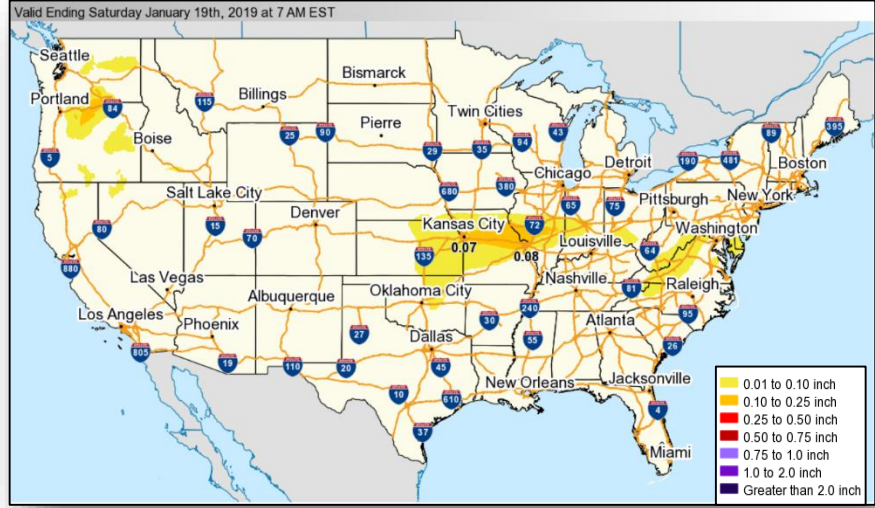 Valid Ending Saturday January 19th, 2019 at 7 AM EST
Seattle
Portland
84
115
Billings
Bismarck
Twin Cities
89
395
Boise
25
90
Pierre
29
35
94
43
190
481
Boston
5
Salt Lake City
680
380
Chicago
Detroit
New York
80
15
Denver
70
Kansas City
0.07
135
72
0.08
65
75
Pittsburgh
Washington
Louisville
64
880
Las Vegas
Albuquerque
Oklahoma City
Nashville
81
Raleigh
Los Angeles
Phoenix
27
30
240
Atlanta
95
805
19
110
20
Dallas
45
55
26
10
610
New Orleans
Jacksonville
37
4
Miami
0.01 to 0.10 inch
0.10 to 0.25 inch
0.25 to 0.50 inch
0.50 to 0.75 inch
0.75 to 1.0 inch
1.0 to 2.0 inch
Greater than 2.0 inch